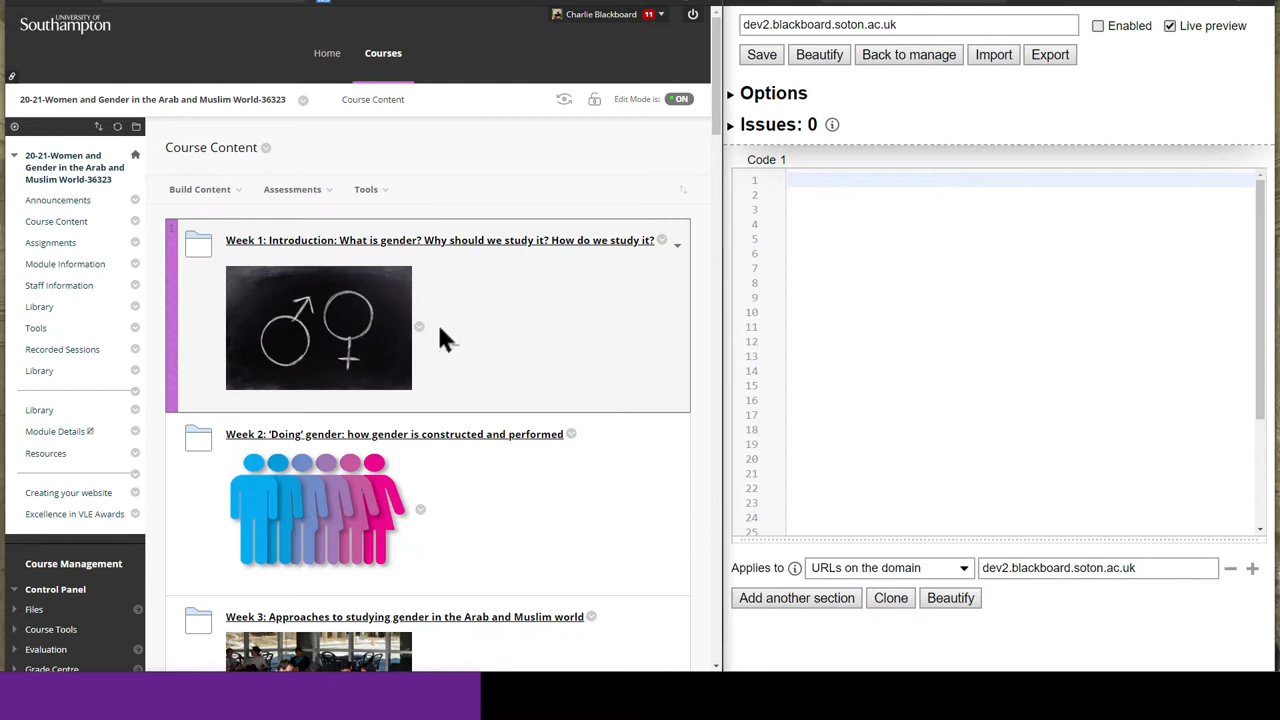 UNIVERSITY OF
Southampton
Charlie Blackboard 11
Home Courses
20-21-Women and Gender in the Arab and Muslim World-36323
Course Content
Edit Mode is: ON
20-21-Women and
Gender in the Arab and
Muslim World-36323
Announcements
Course Content
Assignments
Module Information
Staff Information
Library
Tools
Recorded Sessions
Library
Library
Module Details
Resources
Creating your website
Excellence in VLE Awards
Course Management
Control Panel
Files
Course Tools
Evaluation
Grade Centre
Course Content
Build Content Assessments Tools
Week 1: Introduction: What is gender? Why should we study it? How do we study it?
Week 2: ‘Doing’ gender: how gender is constructed and performed
Week 3: Approaches to studying gender in the Arab and Muslim world
dev2.blackboard.soton.ac.uk
Enabled Live preview
Save Beautify Back to manage Import Export
Options
Issues: 0
Code 1
1
2
3
4
5
6
7
8
9
10
11
12
13
14
15
16
17
18
19
20
21
22
23
24
25
Applies to URLs on the domain dev2.blackboard.soton.ac.uk
Add another section Clone Beautify